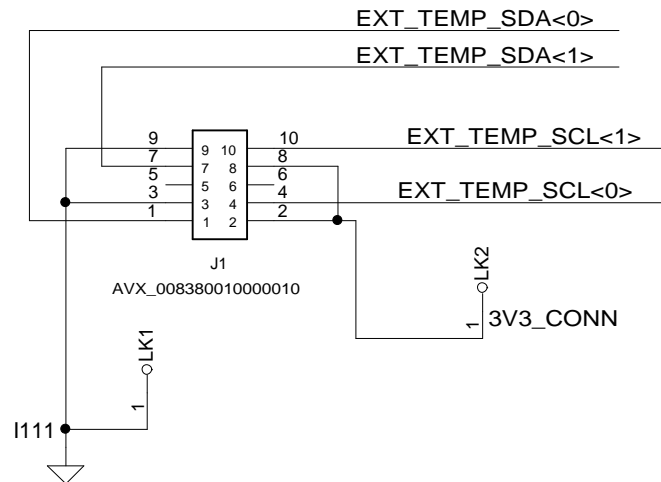 EXT_TEMP_SDA<0>
EXT_TEMP_SDA<1>
9 9 10 10 EXT_TEMP_SCL<1>
7 7 8 8
5 5 6 6
3 3 4 4 EXT_TEMP_SCL<0>
1 1 2 2
J1
AVX_008380010000010
LK2
1 3V3_CONN
LK1
1
I111